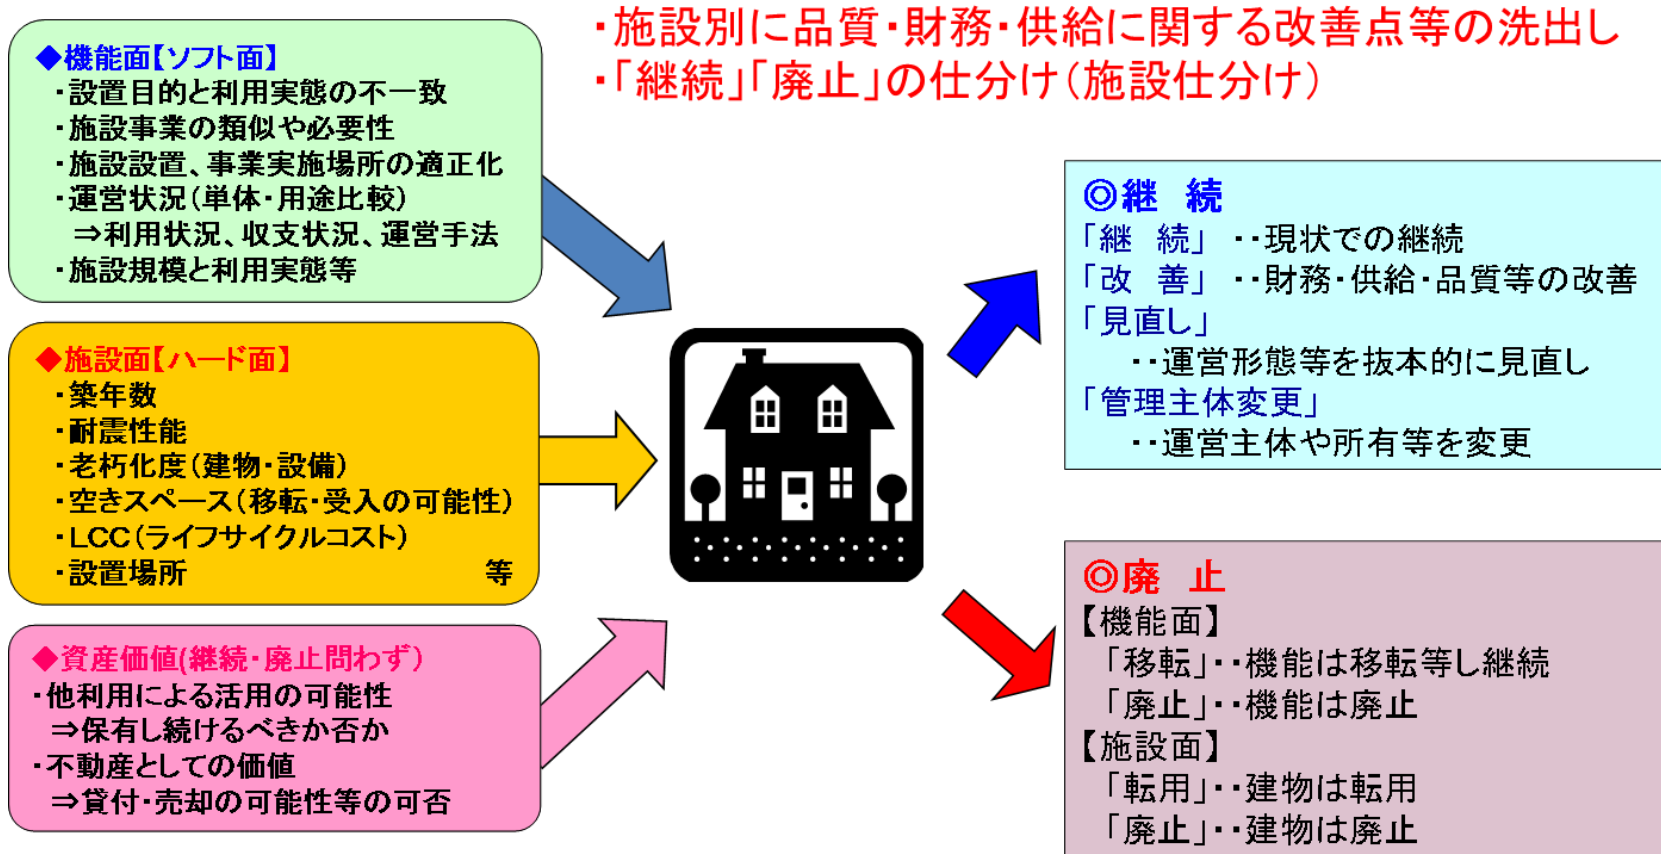 ・施設別に品質・財務・供給に関する改善点等の洗出し
・「継続」「廃止」の仕分け(施設仕分け)
◆機能面【ソフト面】
・設置目的と利用実態の不一致
・施設事業の類似や必要性
・施設設置、事業実施場所の適正化
・運営状況(単体・用途比較)
⇒利用状況、収支状況、運営手法
・施設規模と利用実態等
◆施設面【ハード面】
・築年数
・耐震性能
・老朽化度(建物・設備)
・空きスペース(移転・受入の可能性)
・LCC(ライフサイクルコスト)
・設置場所 等
◆資産価値(継続・廃止問わず)
・他利用による活用の可能性
⇒保有し続けるべきか否か
・不動産としての価値
⇒貸付・売却の可能性等の可否
◎継 続
「継 続」 ・・現状での継続
「改 善」 ・・財務・供給・品質等の改善
「見直し」
・・運営形態等を抜本的に見直し
「管理主体変更」
・・運営主体や所有等を変更
◎廃 止
【機能面】
「移転」・・機能は移転等し継続
「廃止」・・機能は廃止
【施設面】
「転用」・・建物は転用
「廃止」・・建物は廃止